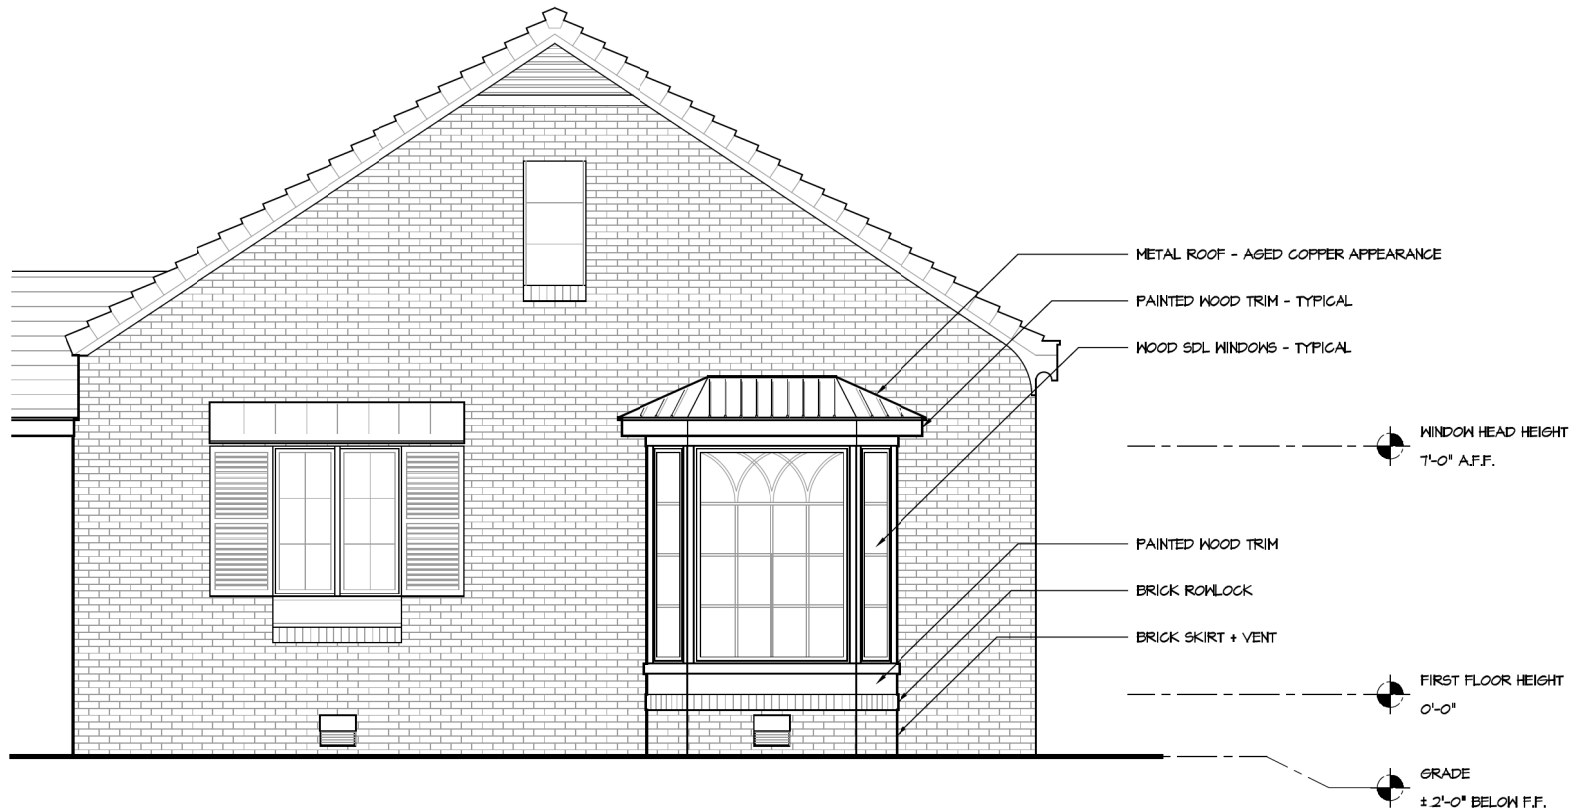 METAL ROOF - AGED COPPER APPEARANCE
PAINTED WOOD TRIM - TYPICAL
WOOD SDL WINDOWS - TYPICAL
WINDOW HEAD HEIGHT
7'-0" A.F.F.
PAINTED WOOD TRIM
BRICK ROWLOCK
BRICK SKIRT + VENT
FIRST FLOOR HEIGHT
0'-0"
GRADE
± 2'-0" BELOW F.F.